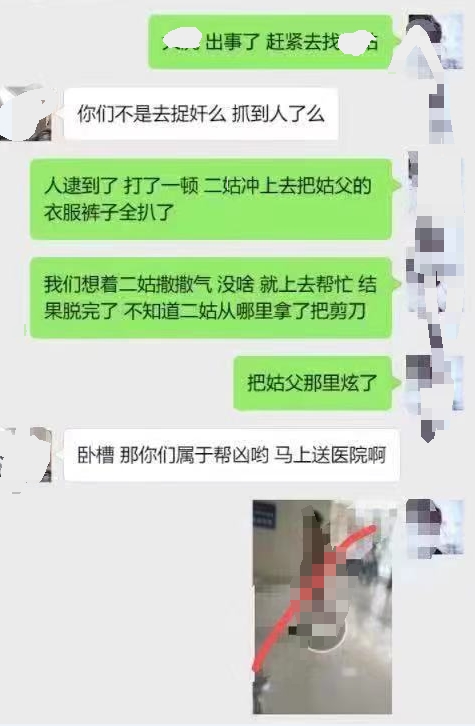 出事了 赶紧去找
你们不是去捉奸么 抓到人了么
人逮到了 打了一顿 二姑冲上去把姑父的
衣服裤子全扒了
我们想着二姑撒撒气 没啥 就上去帮忙 结
果脱完了 不知道二姑从哪里拿了把剪刀
把姑父那里炫了
卧槽 那你们属于帮凶哟 马上送医院啊